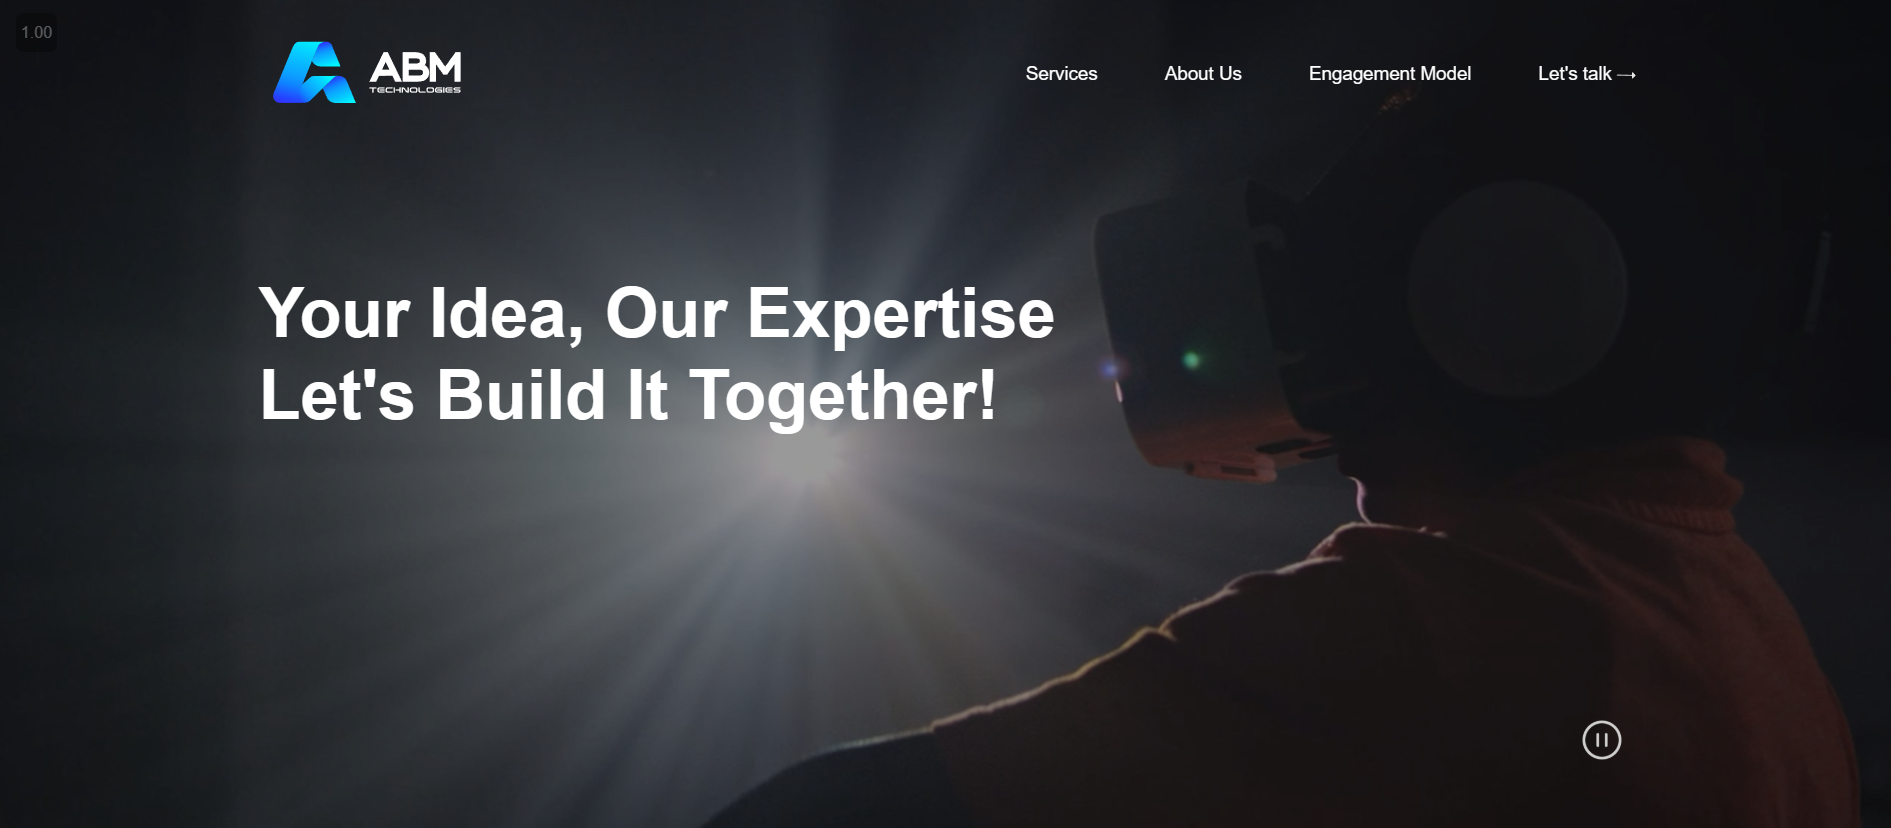 1.00
ABM
TECHNOLOGIES
Services
About Us
Engagement Model
Let's talk
Your Idea, Our Expertise
Let's Build It Together!